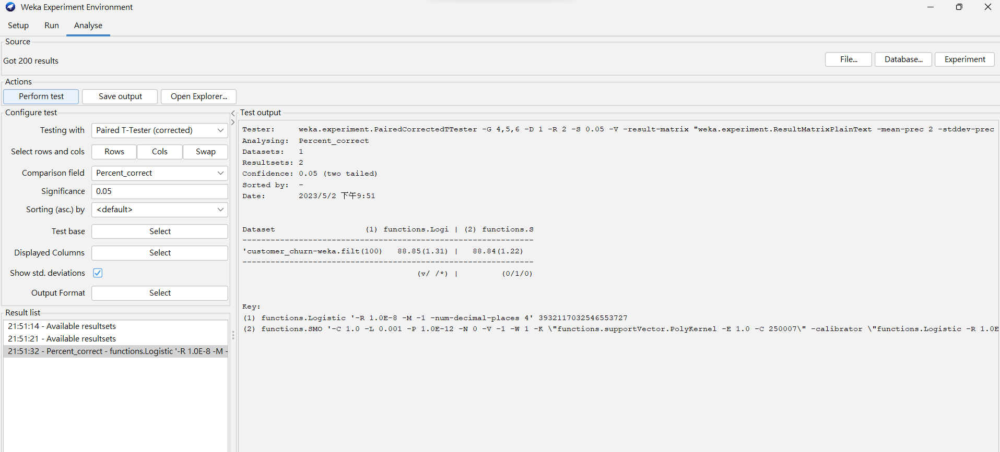 Weka Experiment Environment
Setup Run Analyse
Source
Got 200 results
File... Database... Experiment
Actions
Perform test Save output Open Explorer...
Configure test
Testing with Paired T-Tester (corrected)
Select rows and cols Rows Cols Swap
Comparison field Percent_correct
Significance 0.05
Sorting (asc.) by <default>
Test base Select
Displayed Columns Select
Show std. deviations
Output Format Select
Result list
21:51:14 - Available resultsets
21:51:21 - Available resultsets
21:51:32 - Percent_correct - functions.Logistic '-R 1.0E-8 -M -
Test output
Tester: weka.experiment.PairedCorrectedTTester -G 4,5,6 -D 1 -R 2 -S 0.05 -V -result-matrix "weka.experiment.ResultMatrixPlainText -mean-prec 2 -stddev-prec
Analysing: Percent_correct
Datasets: 1
Resultsets: 2
Confidence: 0.05 (two tailed)
Sorted by: -
Date: 2023/5/2 下午9:51
Dataset (1) functions.Logi | (2) functions.S
--------------------------------------------------------------
'customer_churn-weka.filt(100) 88.85(1.31) | 88.84(1.22)
--------------------------------------------------------------
(v/ /*) | (0/1/0)
Key:
(1) functions.Logistic '-R 1.0E-8 -M -1 -num-decimal-places 4' 3932117032546553727
(2) functions.SMO '-C 1.0 -L 0.001 -P 1.0E-12 -N 0 -V -1 -W 1 -K \"functions.supportVector.PolyKernel -E 1.0 -C 250007\" -calibrator \"functions.Logistic -R 1.0E